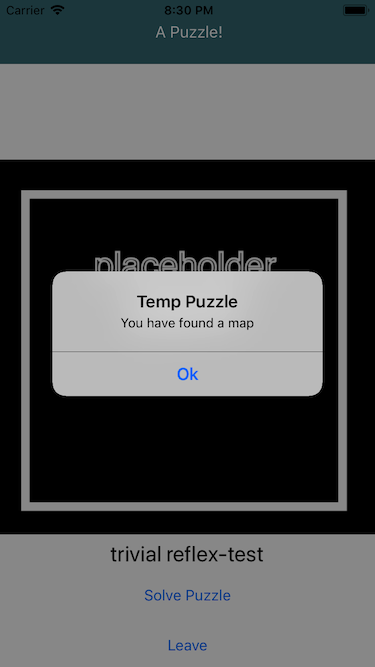 Carrier 8:30 PM
A Puzzle!
placeholder
Temp Puzzle
You have found a map
Ok
trivial reflex-test
Solve Puzzle
Leave